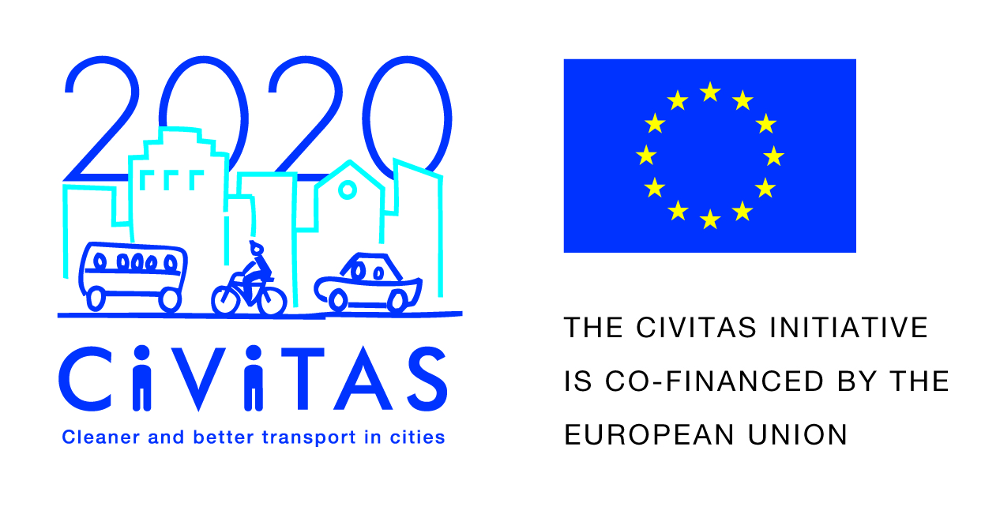 2020
CiViTAS
Cleaner and better transport in cities
THE CIVITAS INITIATIVE
IS CO-FINANCED BY THE
EUROPEAN UNION